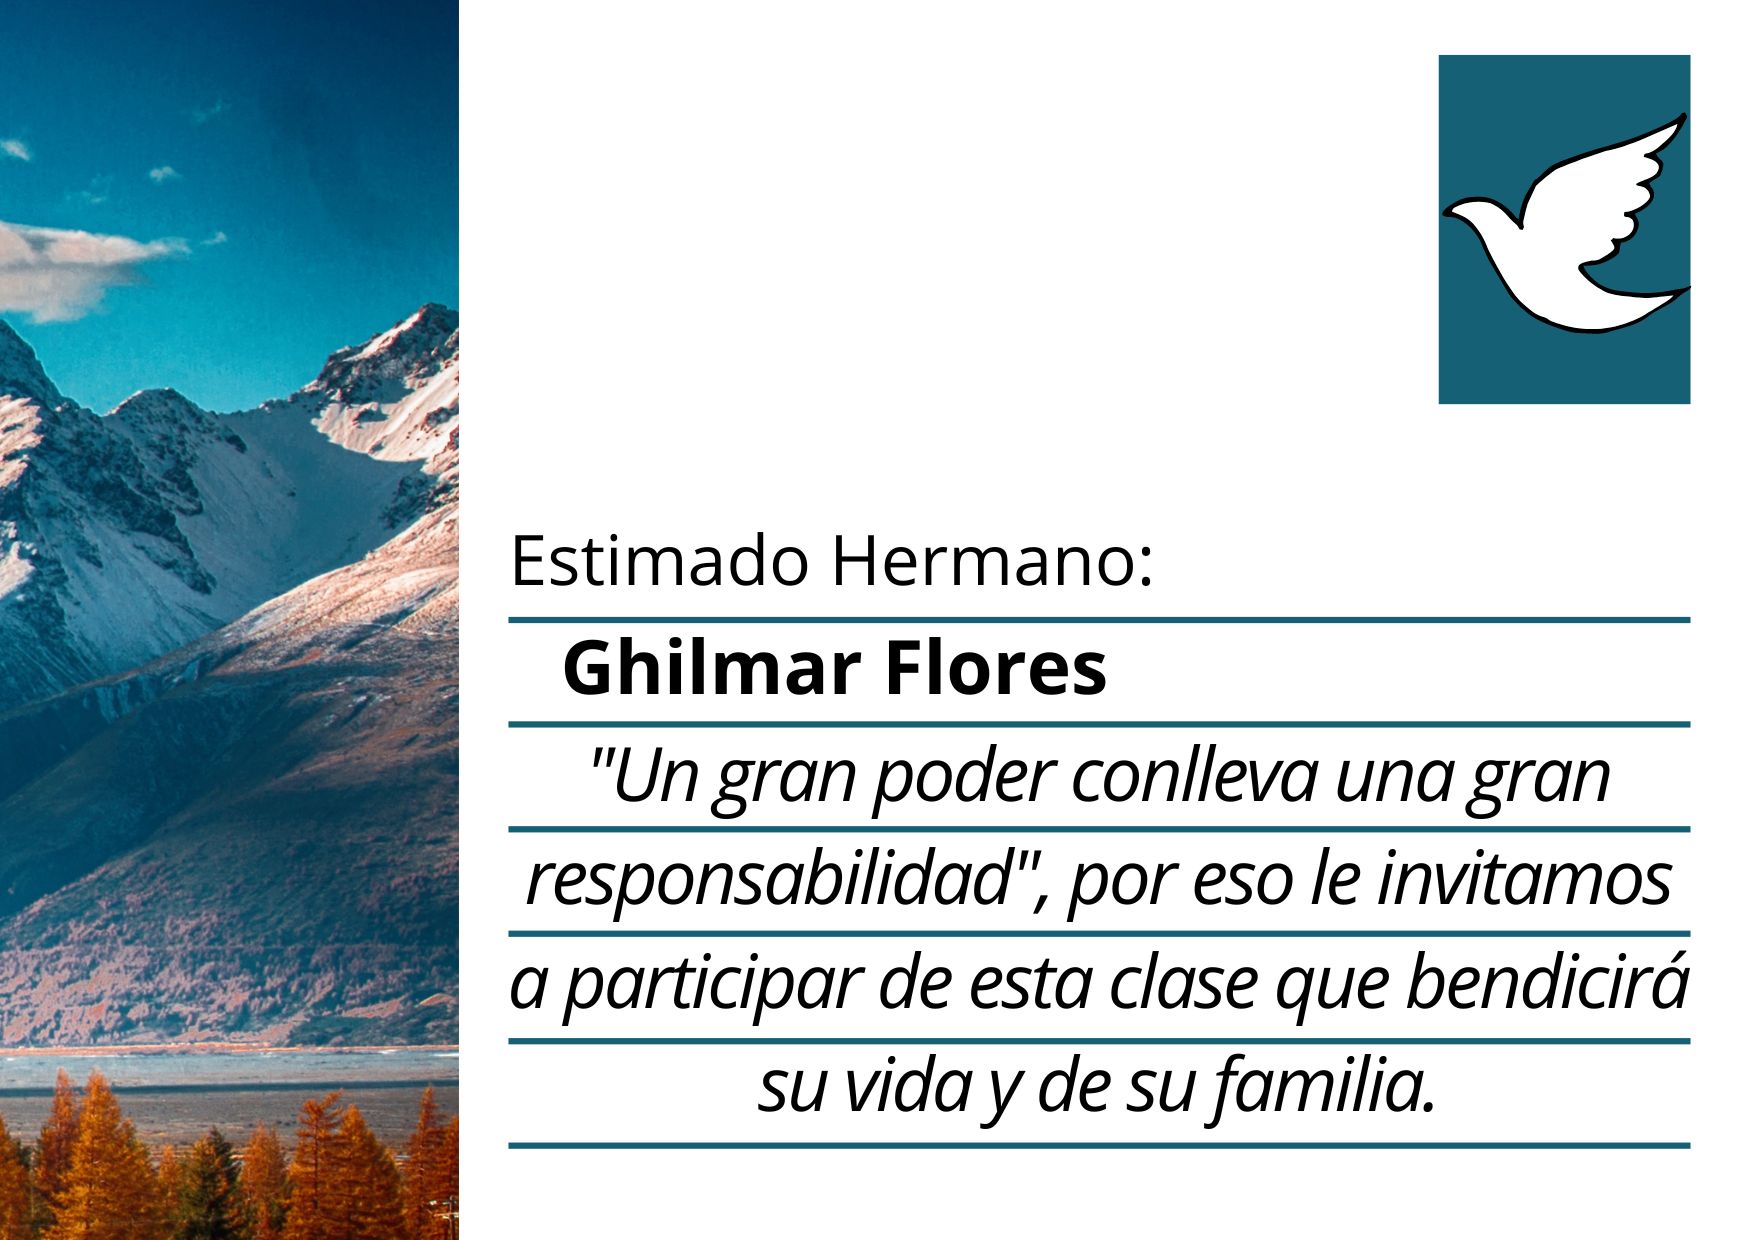 Estimado Hermano:
Ghilmar Flores
"Un gran poder conlleva una gran
responsabilidad", por eso le invitamos
a participar de esta clase que bendicirá
su vida y de su familia.